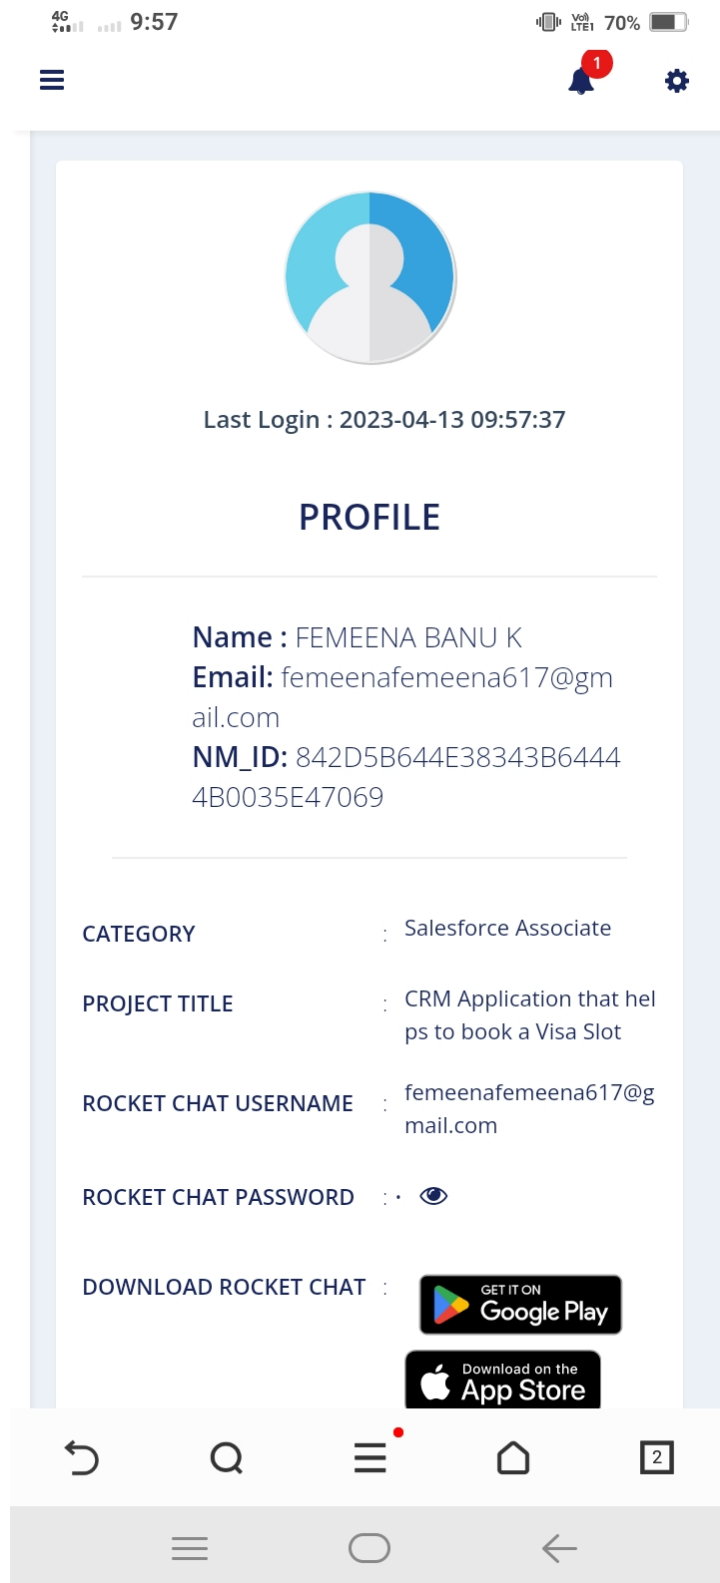 4G 9:57 Vo)) LTE1 70%
1
Last Login : 2023-04-13 09:57:37
PROFILE
Name : FEMEENA BANU K
Email: femeenafemeena617@gm
ail.com
NM_ID: 842D5B644E38343B6444
4B0035E47069
CATEGORY : Salesforce Associate
PROJECT TITLE : CRM Application that hel
ps to book a Visa Slot
ROCKET CHAT USERNAME : femeenafemeena617@g
mail.com
ROCKET CHAT PASSWORD : ·
DOWNLOAD ROCKET CHAT :
GET IT ON
Google Play
Download on the
App Store
2